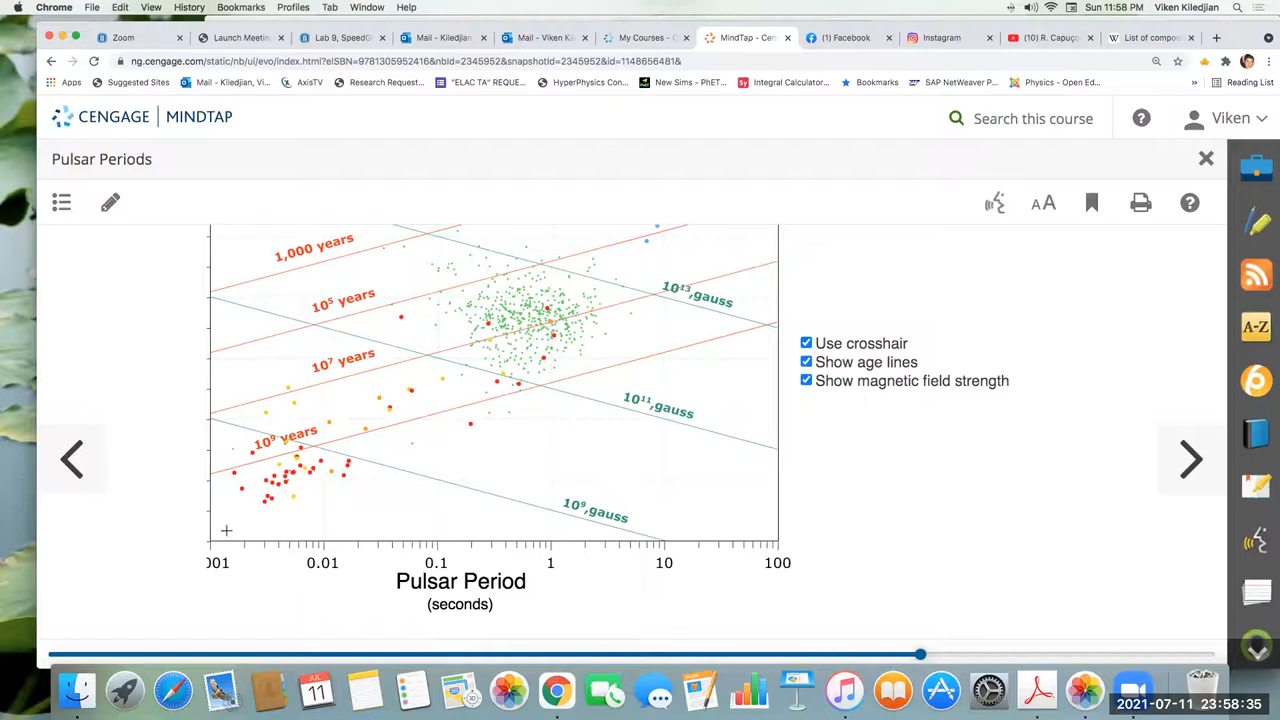 Chrome File Edit View History Bookmarks Profiles Tab Window Help
Sun 11:58 PM Viken Kiledjian
Zoom
Launch Meetin
Lab 9, SpeedG
Mail - Kiledjian,
Mail - Viken K
My Courses - C
MindTap - Cen
(1) Facebook
Instagram
(10) R. Capuço
List of compos
ng.cengage.com/static/nb/ui/evo/index.html?eISBN=9781305952416&nbId=2345952&snapshotId=2345952&id=1148656481&
Apps Suggested Sites Mail - Kiledjian, Vi... AxisTV Research Request... "ELAC TA" REQUE... HyperPhysics Con... New Sims - PhET... Integral Calculator... Bookmarks SAP NetWeaver P... Physics - Open Ed... » Reading List
CENGAGE | MINDTAP
Search this course
Viken
Pulsar Periods
AA
1,000 years
10⁵ years
10⁷ years
10⁹ years
10¹³,gauss
10¹¹,gauss
10⁹,gauss
Use crosshair
Show age lines
Show magnetic field strength
001 0.01 0.1 1 10 100
Pulsar Period
(seconds)
A-Z
JUL
11
2021-07-11 23:58:35